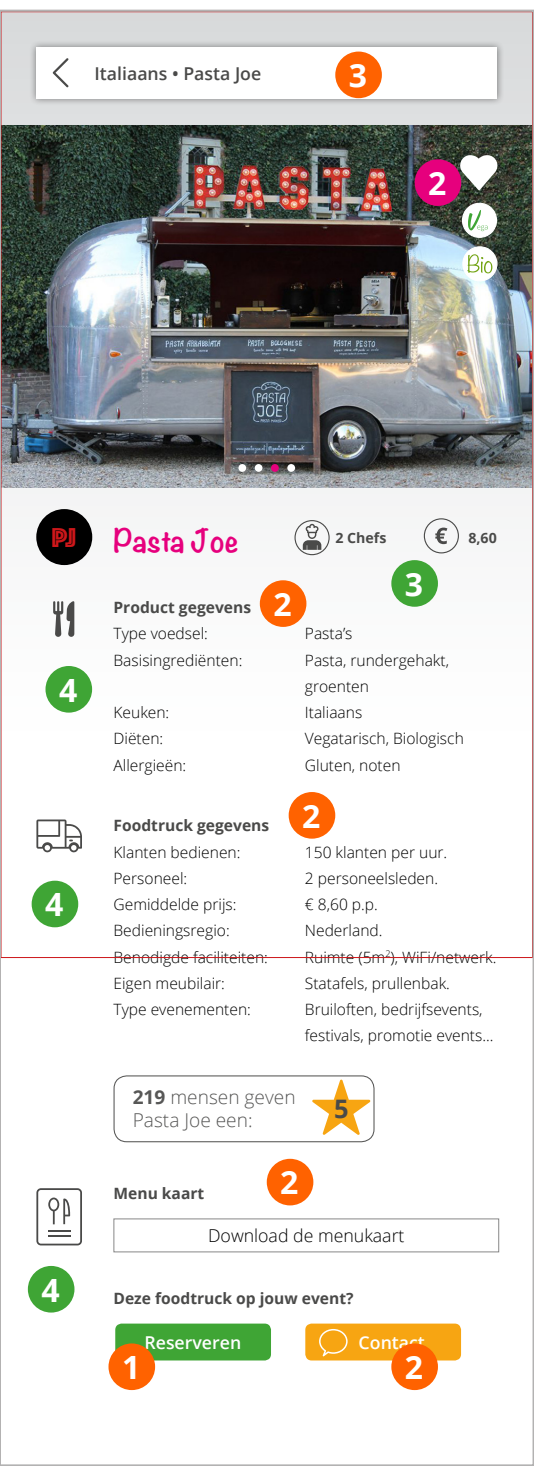 Italiaans • Pasta Joe
3
PASTA
2
Vega
Bio
PASTA ARRABBIATA
PASTA BOLOGNESE
PASTA PESTO
PASTA
JOE
PJ
Pasta Joe
2 Chefs
€
8,60
3
Product gegevens
2
Type voedsel: Pasta's
Basisingrediënten: Pasta, rundergehakt,
groenten
4
Keuken: Italiaans
Diëten: Vegatarisch, Biologisch
Allergieën: Gluten, noten
Foodtruck gegevens
2
Klanten bedienen: 150 klanten per uur.
Personeel: 2 personeelsleden.
4
Gemiddelde prijs: € 8,60 p.p.
Bedieningsregio: Nederland.
Benodigde faciliteiten: Ruimte (5m²), WiFi/netwerk.
Eigen meubilair: Statafels, prullenbak.
Type evenementen: Bruiloften, bedrijfsevents,
festivals, promotie events...
219 mensen geven
Pasta Joe een:
5
Menu kaart
2
Download de menukaart
4
Deze foodtruck op jouw event?
Reserveren
Contact
1
2